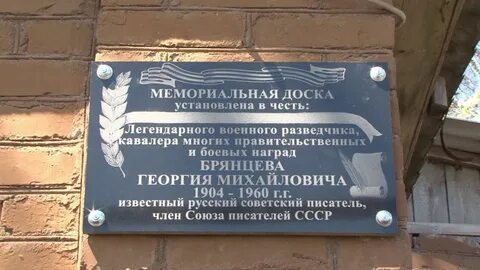 МЕМОРИАЛЬНАЯ ДОСКА
установлена в честь:
Легендарного военного разведчика,
кавалера многих правительственных
и боевых наград
БРЯНЦЕВА
ГЕОРГИЯ МИХАЙЛОВИЧА
1904 - 1960 г.г.
известный русский советский писатель,
член Союза писателей СССР